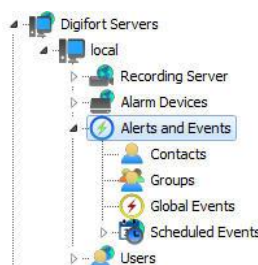 Digifort Servers
local
Recording Server
Alarm Devices
Alerts and Events
Contacts
Groups
Global Events
Scheduled Events
Users